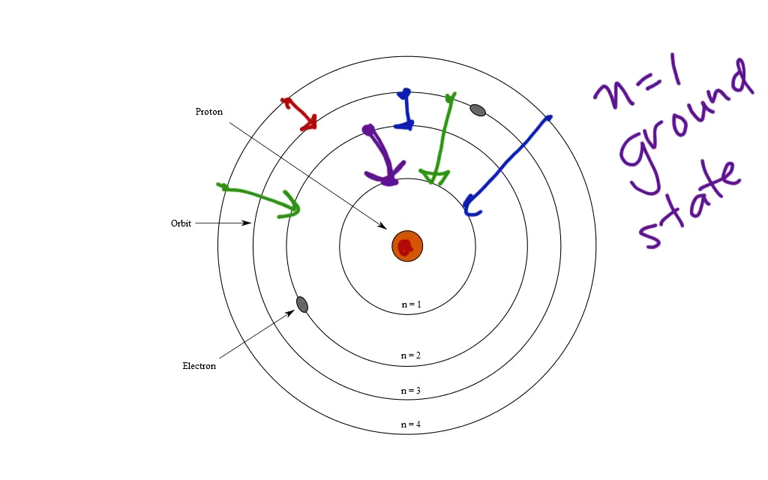 Proton
n=1
ground
state
Orbit
n = 1
n = 2
Electron
n = 3
n = 4